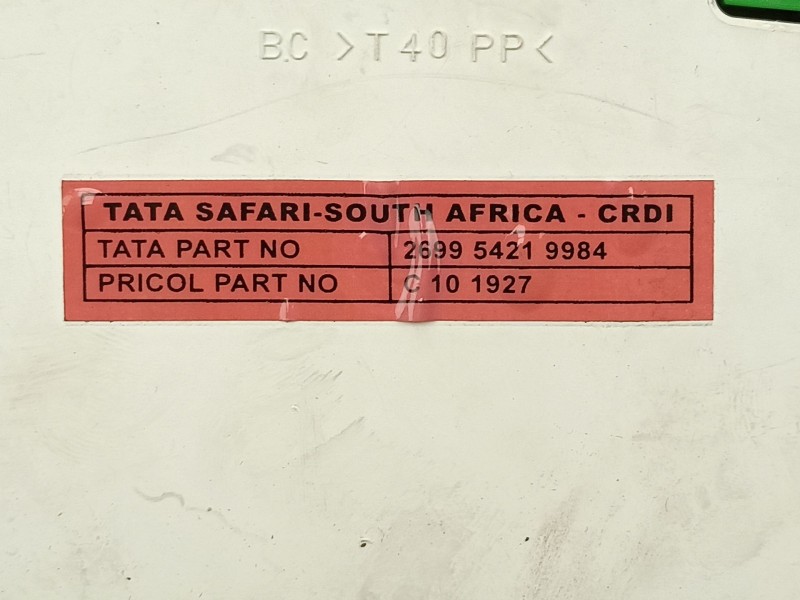 B.C >T40 PP<
TATA SAFARI-SOUTH AFRICA - CRDI
TATA PART NO 2699 5421 9984
PRICOL PART NO C 10 1927